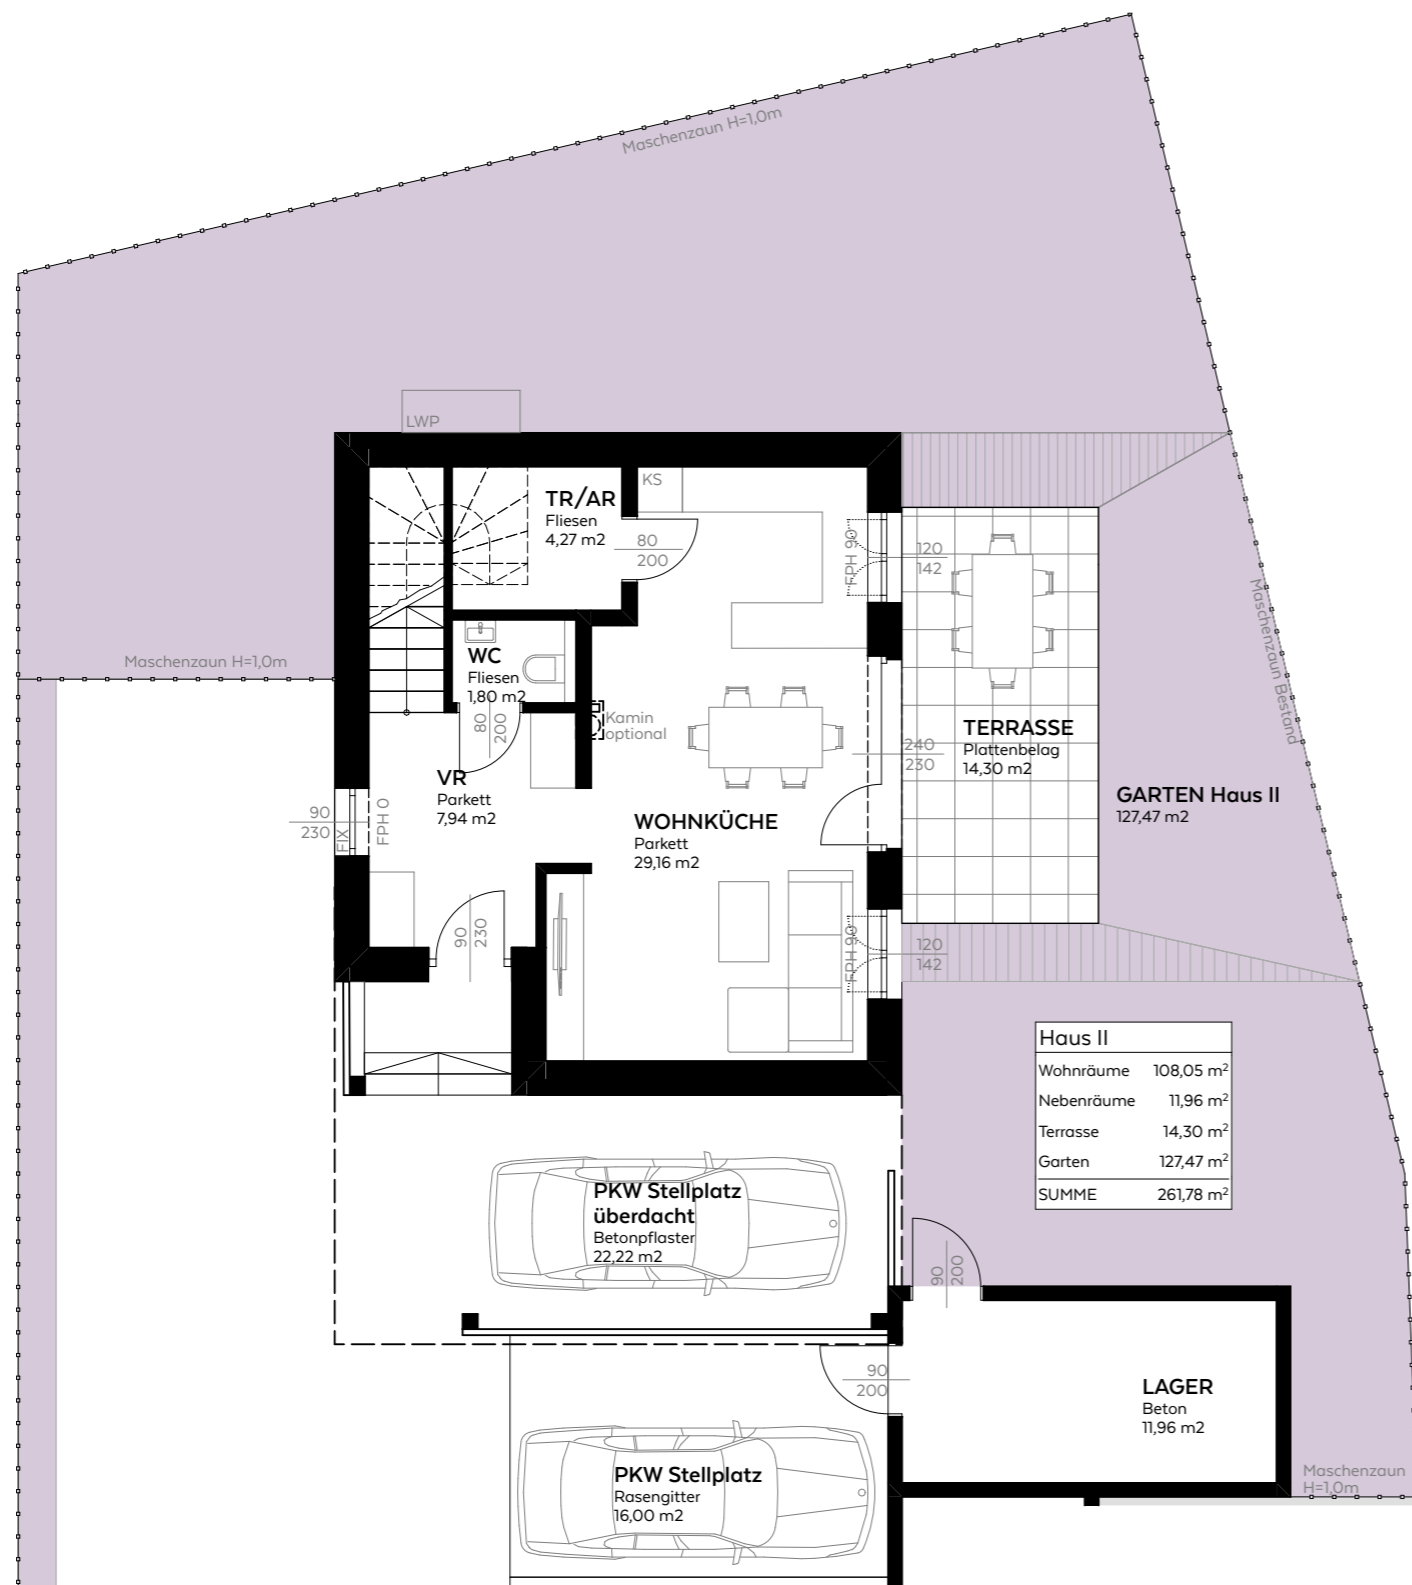 Maschenzaun H=1,0m
LWP
KS
TR/AR
Fliesen
4,27 m2
80
200
FPH 90
120
142
Maschenzaun H=1,0m
WC
Fliesen
1,80 m2
80
200
Kamin
optional
Maschenzaun Bestand
TERRASSE
Plattenbelag
14,30 m2
240
230
VR
Parkett
7,94 m2
90
230
FIX
FPH 0
WOHNKÜCHE
Parkett
29,16 m2
GARTEN Haus II
127,47 m2
90
230
FPH 90
120
142
Haus II
Wohnräume 108,05 m²
Nebenräume 11,96 m²
Terrasse 14,30 m²
Garten 127,47 m²
SUMME 261,78 m²
PKW Stellplatz
überdacht
Betonpflaster
22,22 m2
90
200
90
200
LAGER
Beton
11,96 m2
PKW Stellplatz
Rasengitter
16,00 m2
Maschenzaun
H=1,0m